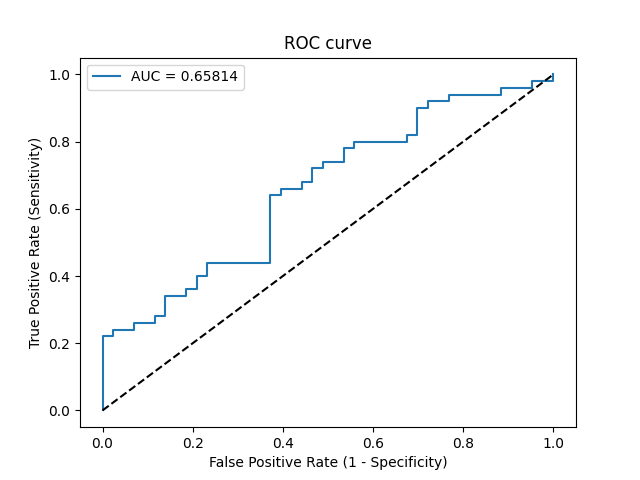 ROC curve
AUC = 0.65814
True Positive Rate (Sensitivity)
1.0
0.8
0.6
0.4
0.2
0.0
0.0 0.2 0.4 0.6 0.8 1.0
False Positive Rate (1 - Specificity)